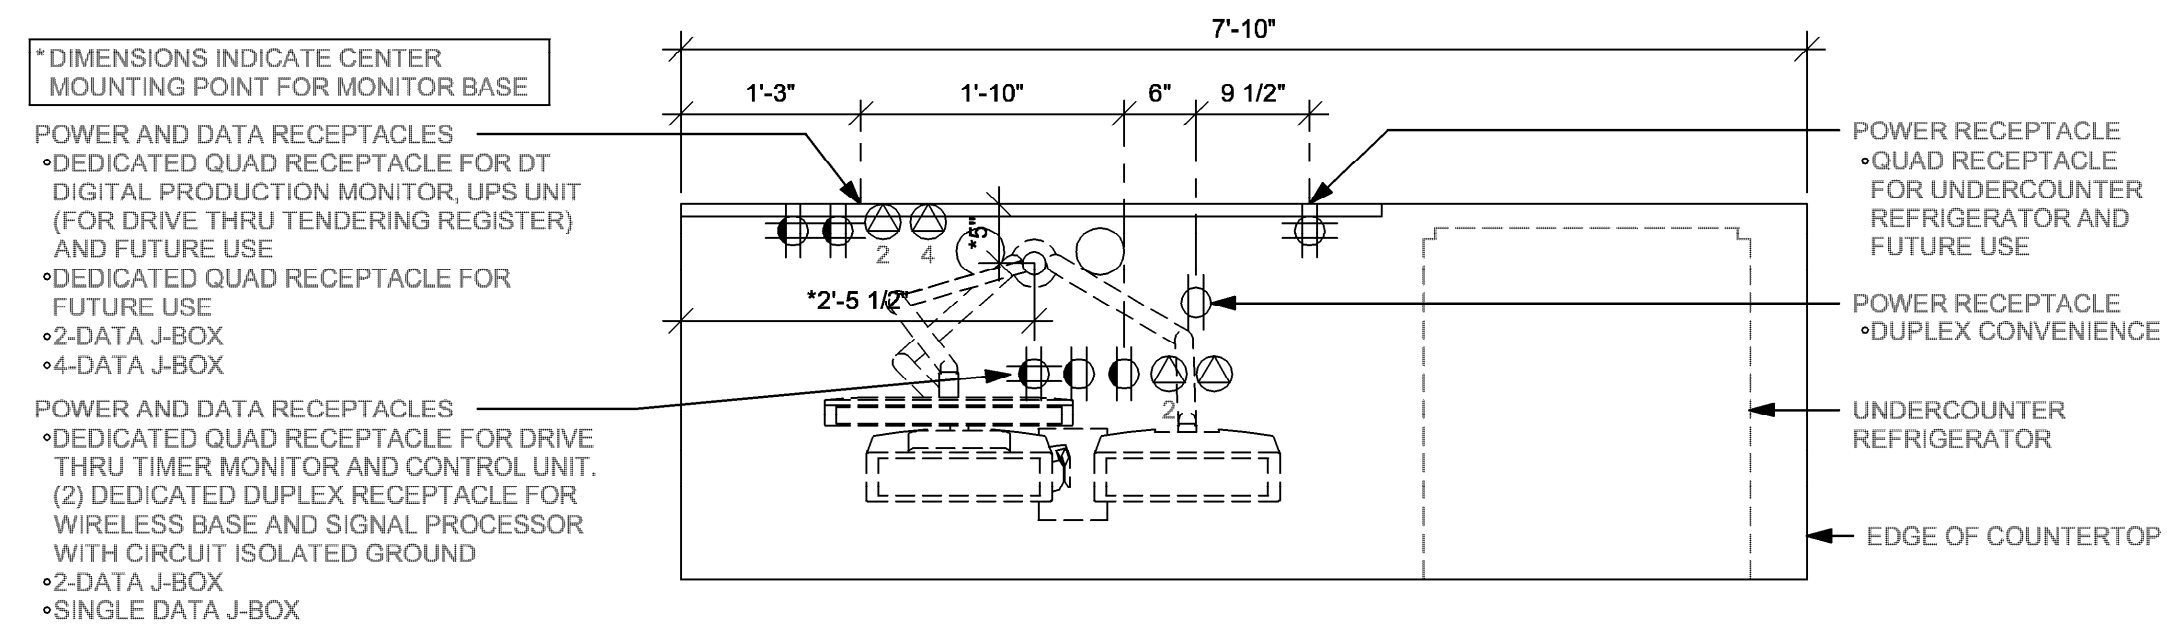 7'-10"
* DIMENSIONS INDICATE CENTER
MOUNTING POINT FOR MONITOR BASE
1'-3" 1'-10" 6" 9 1/2"
POWER AND DATA RECEPTACLES
DEDICATED QUAD RECEPTACLE FOR DT
DIGITAL PRODUCTION MONITOR, UPS UNIT
(FOR DRIVE THRU TENDERING REGISTER)
AND FUTURE USE
DEDICATED QUAD RECEPTACLE FOR
FUTURE USE
2-DATA J-BOX
4-DATA J-BOX
POWER AND DATA RECEPTACLES
DEDICATED QUAD RECEPTACLE FOR DRIVE
THRU TIMER MONITOR AND CONTROL UNIT.
(2) DEDICATED DUPLEX RECEPTACLE FOR
WIRELESS BASE AND SIGNAL PROCESSOR
WITH CIRCUIT ISOLATED GROUND
2-DATA J-BOX
SINGLE DATA J-BOX
2 4
*5"
*2'-5 1/2"
2
POWER RECEPTACLE
QUAD RECEPTACLE
FOR UNDERCOUNTER
REFRIGERATOR AND
FUTURE USE
POWER RECEPTACLE
DUPLEX CONVENIENCE
UNDERCOUNTER
REFRIGERATOR
EDGE OF COUNTERTOP